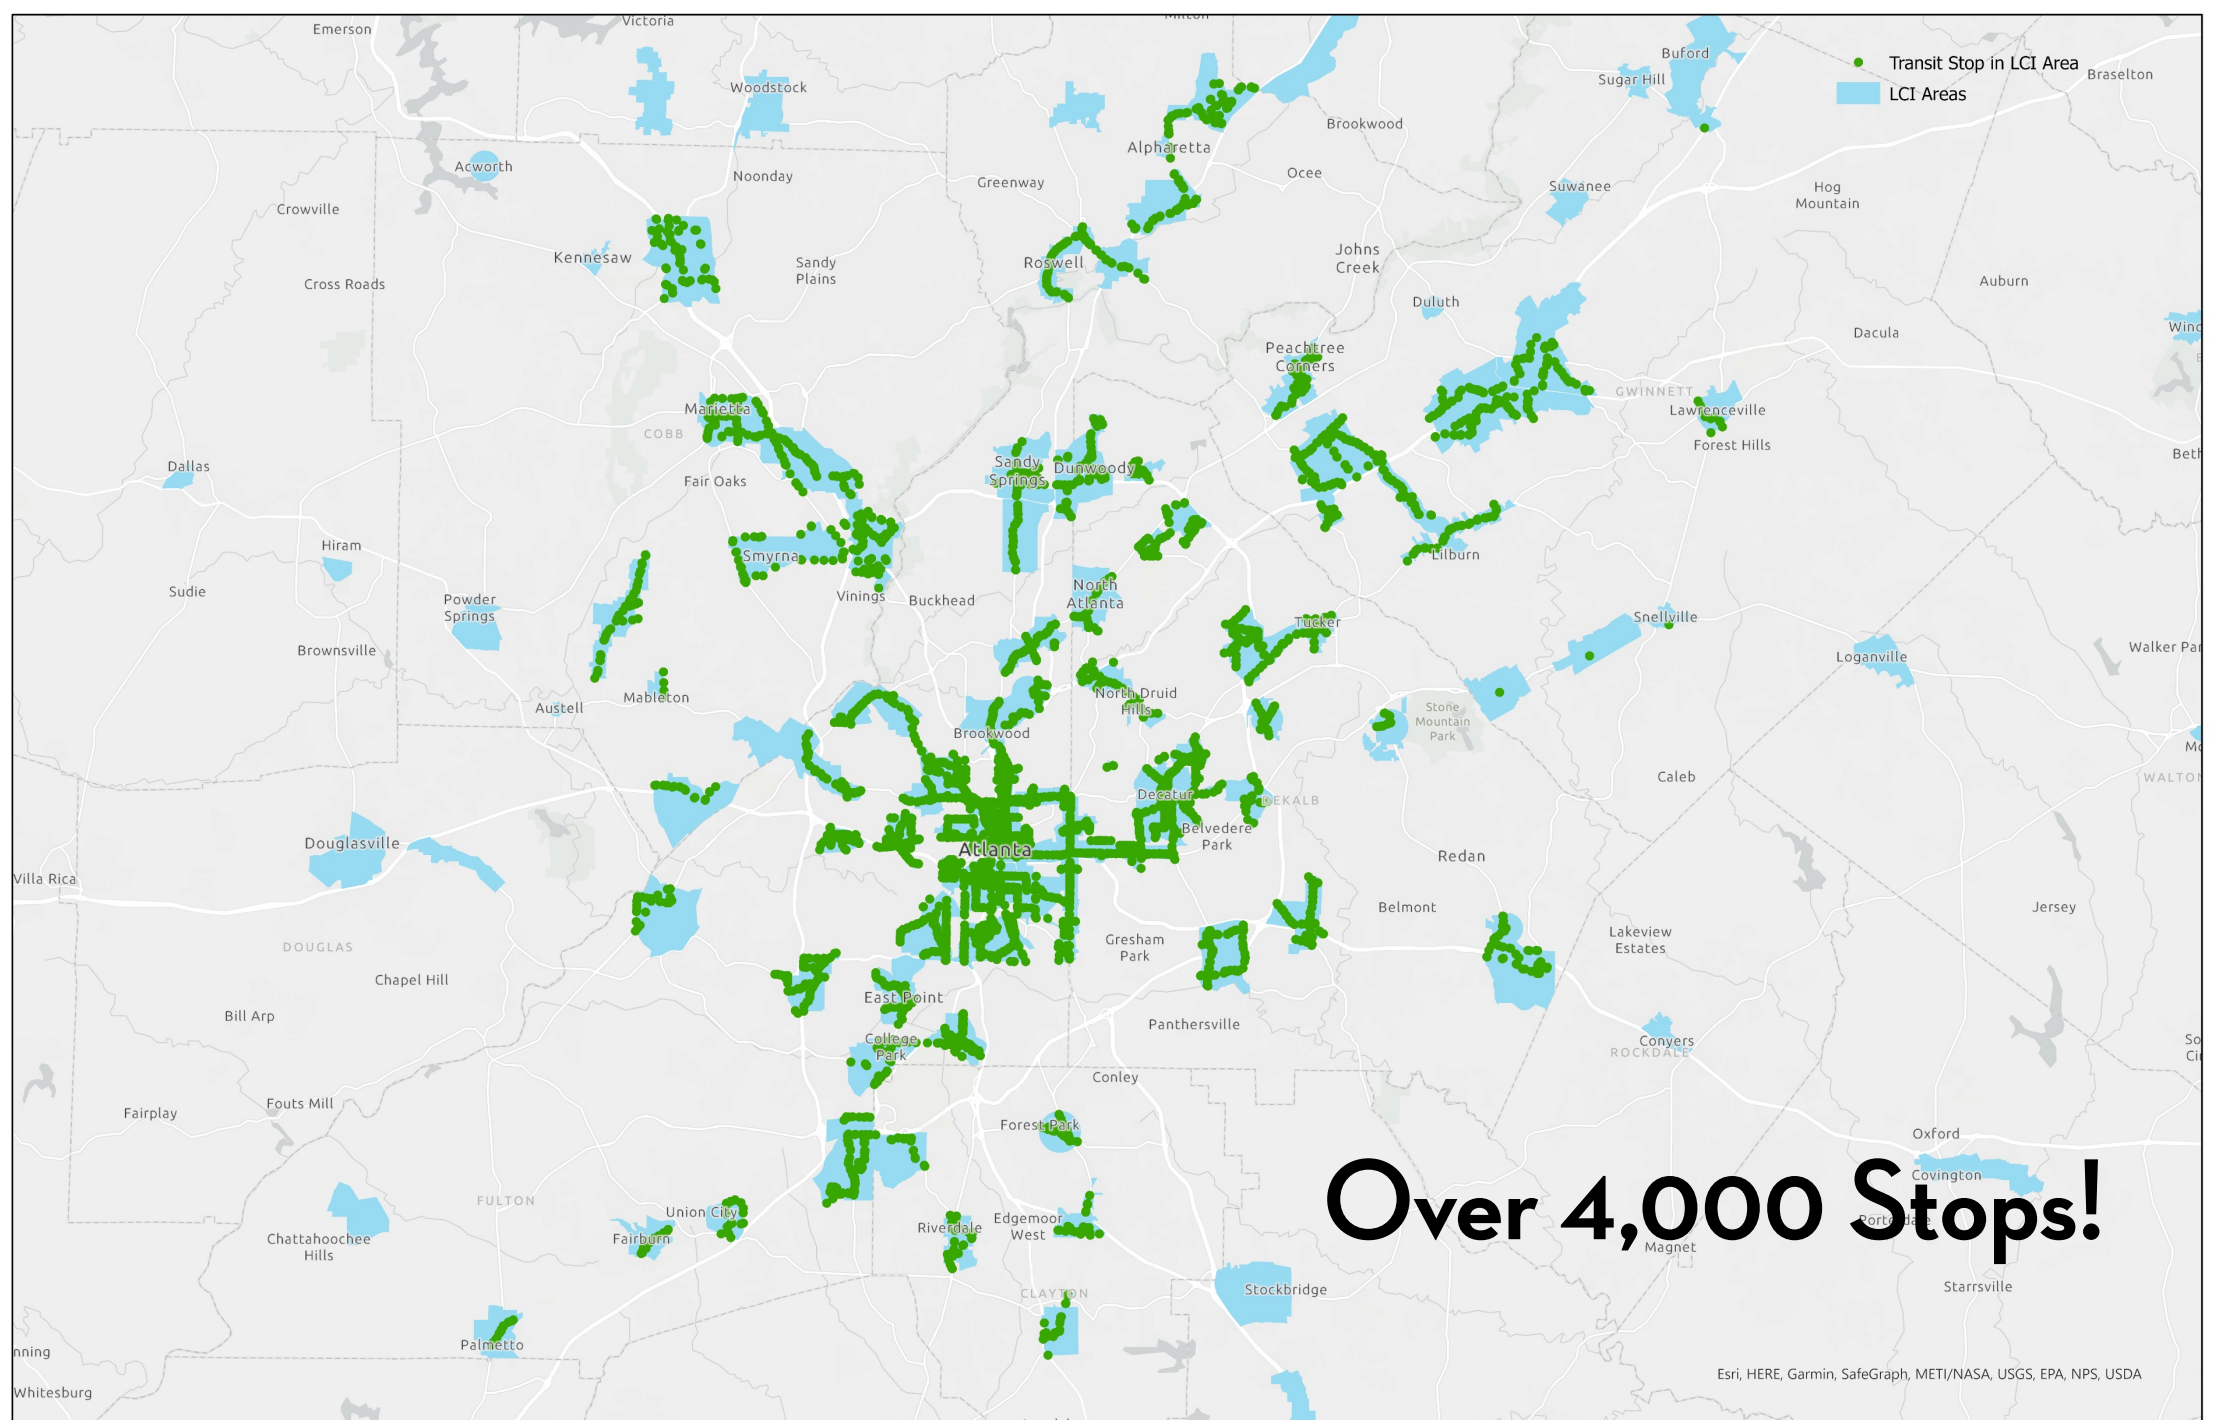 Victoria
Emerson
Buford
Transit Stop in LCI Area
Sugar Hill
Braselton
Woodstock
LCI Areas
Brookwood
Alpharetta
Acworth
Noonday
Greenway
Ocee
Suwanee
Hog
Mountain
Crowville
Kennesaw
Sandy
Plains
Roswell
Johns
Creek
Cross Roads
Auburn
Duluth
Dacula
Peachtree
Corners
GWINNETT
Marietta
COBB
Lawrenceville
Forest Hills
Dallas
Fair Oaks
Sandy
Springs
Dunwoody
Hiram
Smyrna
Lilburn
Sudie
Powder
Springs
Vinings
Buckhead
North
Atlanta
Tucker
Snellville
Brownsville
Loganville
Austell
Mableton
North Druid
Hills
Stone
Mountain
Park
Brookwood
Caleb
Decatur
DEKALB
Belvedere
Park
Douglasville
Atlanta
Redan
Villa Rica
Belmont
Jersey
DOUGLAS
Gresham
Park
Lakeview
Estates
Chapel Hill
East Point
Bill Arp
Panthersville
College
Park
Conyers
ROCKDALE
Conley
Fouts Mill
Fairplay
Forest Park
Oxford
Covington
FULTON
Union City
Over 4,000 Stops!
Riverdale
Edgemoor
West
Fairburn
Chattahoochee
Hills
Magnet
CLAYTON
Stockbridge
Starrsville
Palmetto
Esri, HERE, Garmin, SafeGraph, METI/NASA, USGS, EPA, NPS, USDA
Whitesburg